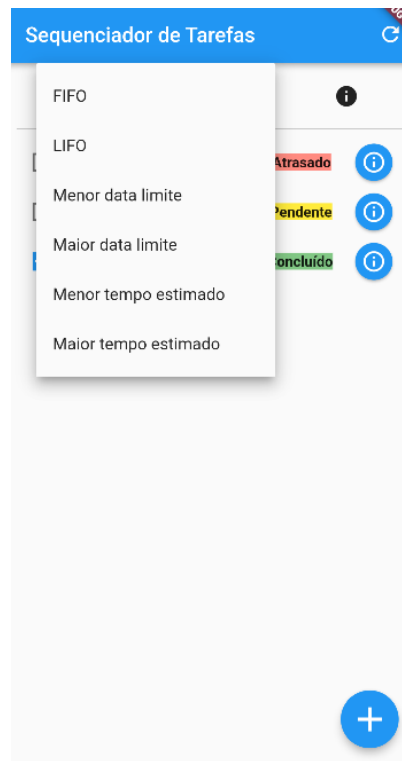 Sequenciador de Tarefas
FIFO
LIFO
Atrasado
Menor data limite
Pendente
Maior data limite
Concluído
Menor tempo estimado
Maior tempo estimado